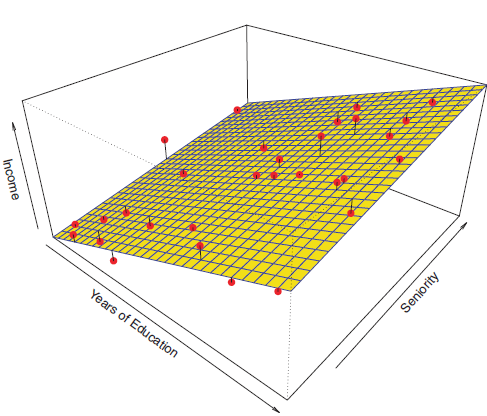 Income
Years of Education
Seniority